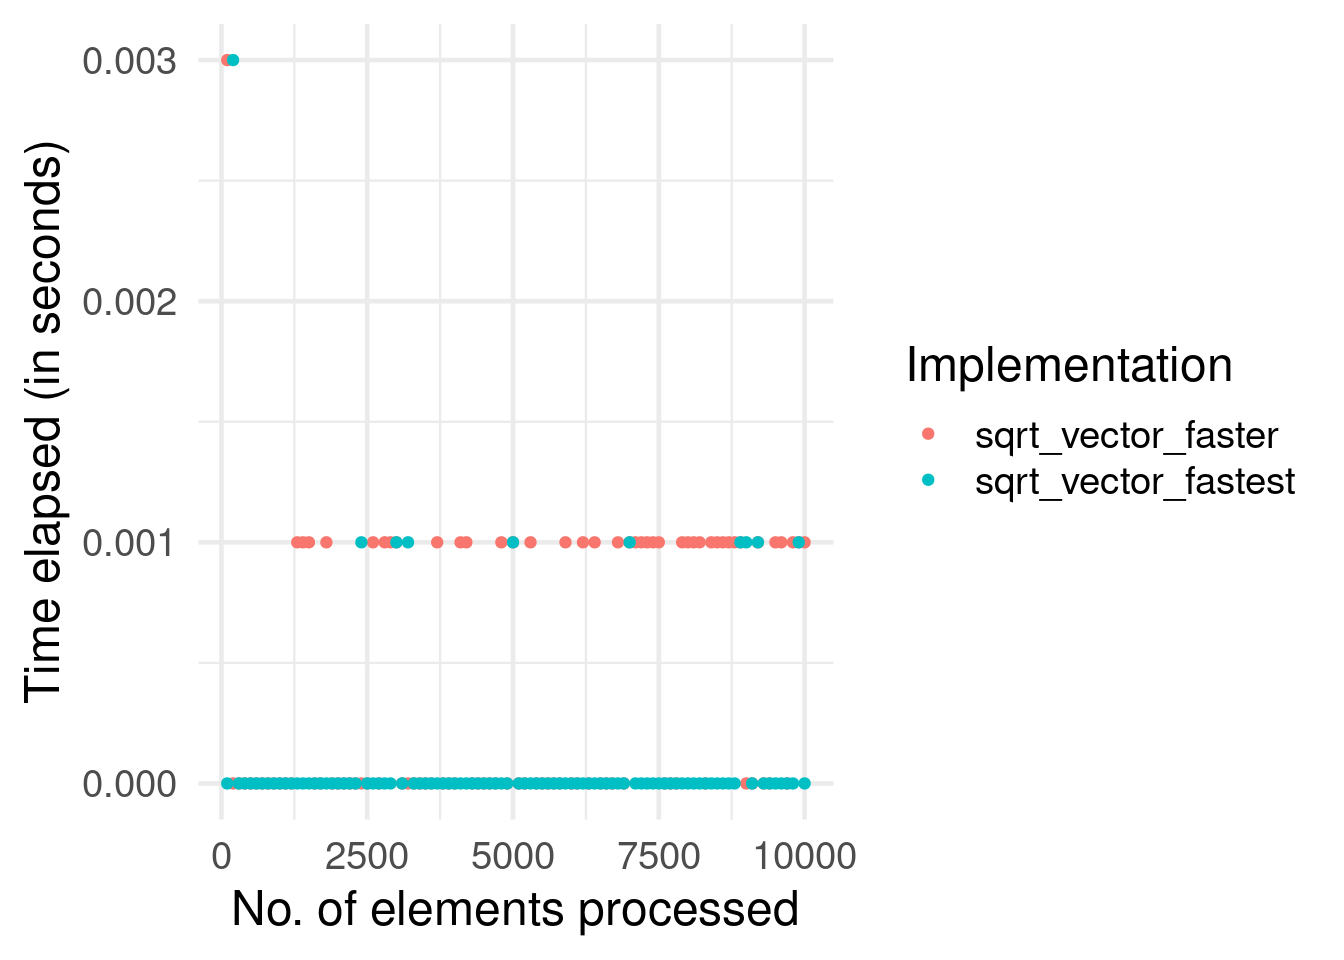 0.003
0.002
0.001
0.000
Time elapsed (in seconds)
0 2500 5000 7500 10000
No. of elements processed
Implementation
sqrt_vector_faster
sqrt_vector_fastest